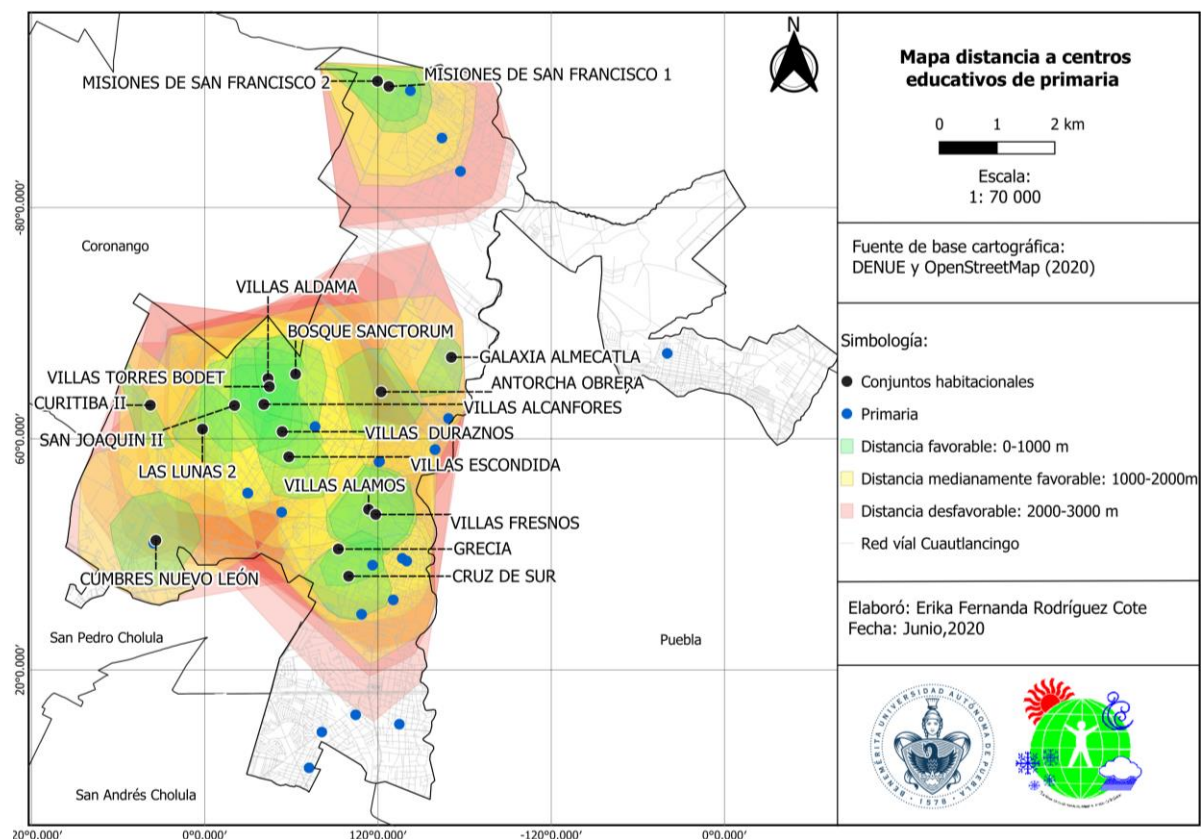 N
MISIONES DE SAN FRANCISCO 2
MISIONES DE SAN FRANCISCO 1
Coronango
VILLAS ALDAMA
BOSQUE SANCTORUM
GALAXIA ALMECATLA
VILLAS TORRES BODET
ANTORCHA OBRERA
CURITIBA II
VILLAS ALCANFORES
SAN JOAQUIN II
VILLAS DURAZNOS
LAS LUNAS 2
VILLAS ESCONDIDA
VILLAS ALAMOS
VILLAS FRESNOS
GRECIA
CUMBRES NUEVO LEÓN
CRUZ DE SUR
San Pedro Cholula
Puebla
San Andrés Cholula
-80°0.000'
60°0.000'
20°0.000'
20°0.000'
0°0.000'
120°0.000'
-120°0.000'
0°0.000'
Mapa distancia a centros
educativos de primaria
0 1 2 km
Escala:
1: 70 000
Fuente de base cartográfica:
DENUE y OpenStreetMap (2020)
Simbología:
Conjuntos habitacionales
Primaria
Distancia favorable: 0-1000 m
Distancia medianamente favorable: 1000-2000m
Distancia desfavorable: 2000-3000 m
Red víal Cuautlancingo
Elaboró: Erika Fernanda Rodríguez Cote
Fecha: Junio,2020
BENEMÉRITA UNIVERSIDAD AUTÓNOMA DE PUEBLA
· 1578 ·